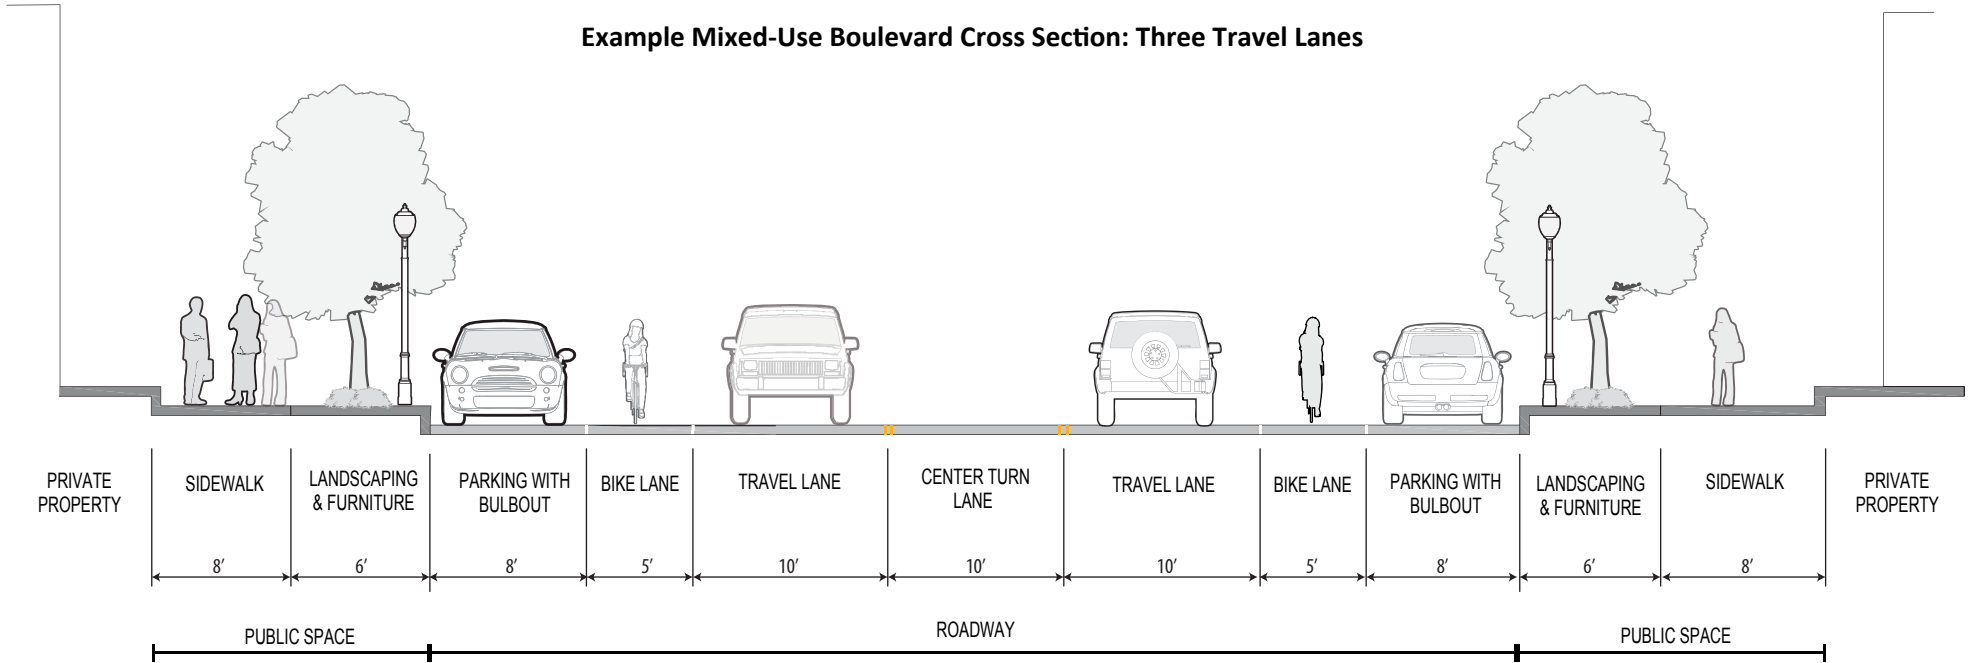 Example Mixed-Use Boulevard Cross Section: Three Travel Lanes
PRIVATE
PROPERTY
SIDEWALK
LANDSCAPING
& FURNITURE
PARKING WITH
BULBOUT
BIKE LANE
TRAVEL LANE
CENTER TURN
LANE
TRAVEL LANE
BIKE LANE
PARKING WITH
BULBOUT
LANDSCAPING
& FURNITURE
SIDEWALK
PRIVATE
PROPERTY
8’ 6’ 8’ 5’ 10’ 10’ 10’ 5’ 8’ 6’ 8’
PUBLIC SPACE ROADWAY PUBLIC SPACE